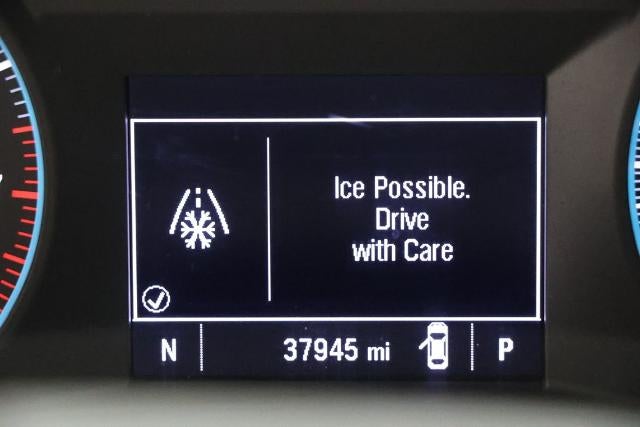 Ice Possible.
Drive
with Care
N 37945 mi P